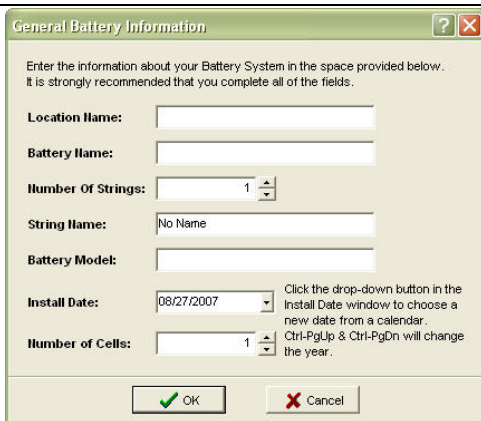 General Battery Information
Enter the information about your Battery System in the space provided below.
It is strongly recommended that you complete all of the fields.
Location Name:
Battery Name:
Number Of Strings: 1
String Name: No Name
Battery Model:
Install Date: 08/27/2007
Click the drop-down button in the
Install Date window to choose a
new date from a calendar.
Ctrl-PgUp & Ctrl-PgDn will change
the year.
Number of Cells: 1
OK Cancel